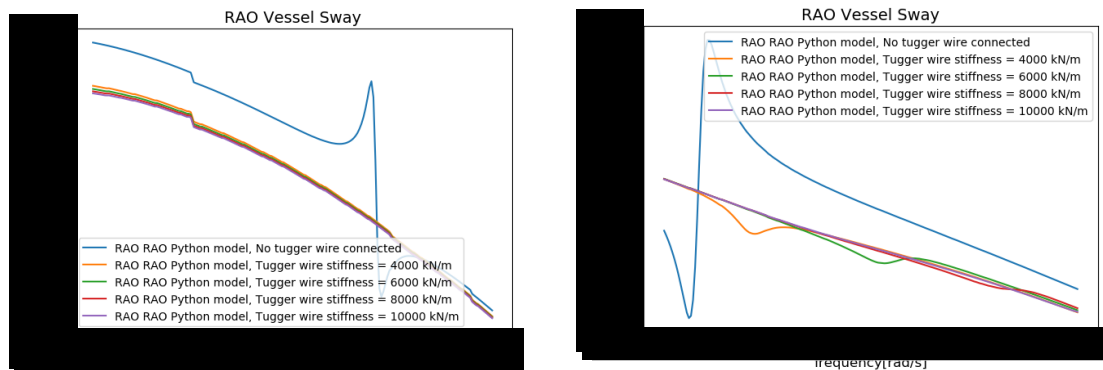 RAO Vessel Sway
RAO RAO Python model, No tugger wire connected
RAO RAO Python model, Tugger wire stiffness = 4000 kN/m
RAO RAO Python model, Tugger wire stiffness = 6000 kN/m
RAO RAO Python model, Tugger wire stiffness = 8000 kN/m
RAO RAO Python model, Tugger wire stiffness = 10000 kN/m
RAO Vessel Sway
RAO RAO Python model, No tugger wire connected
RAO RAO Python model, Tugger wire stiffness = 4000 kN/m
RAO RAO Python model, Tugger wire stiffness = 6000 kN/m
RAO RAO Python model, Tugger wire stiffness = 8000 kN/m
RAO RAO Python model, Tugger wire stiffness = 10000 kN/m
frequency[rad/s]